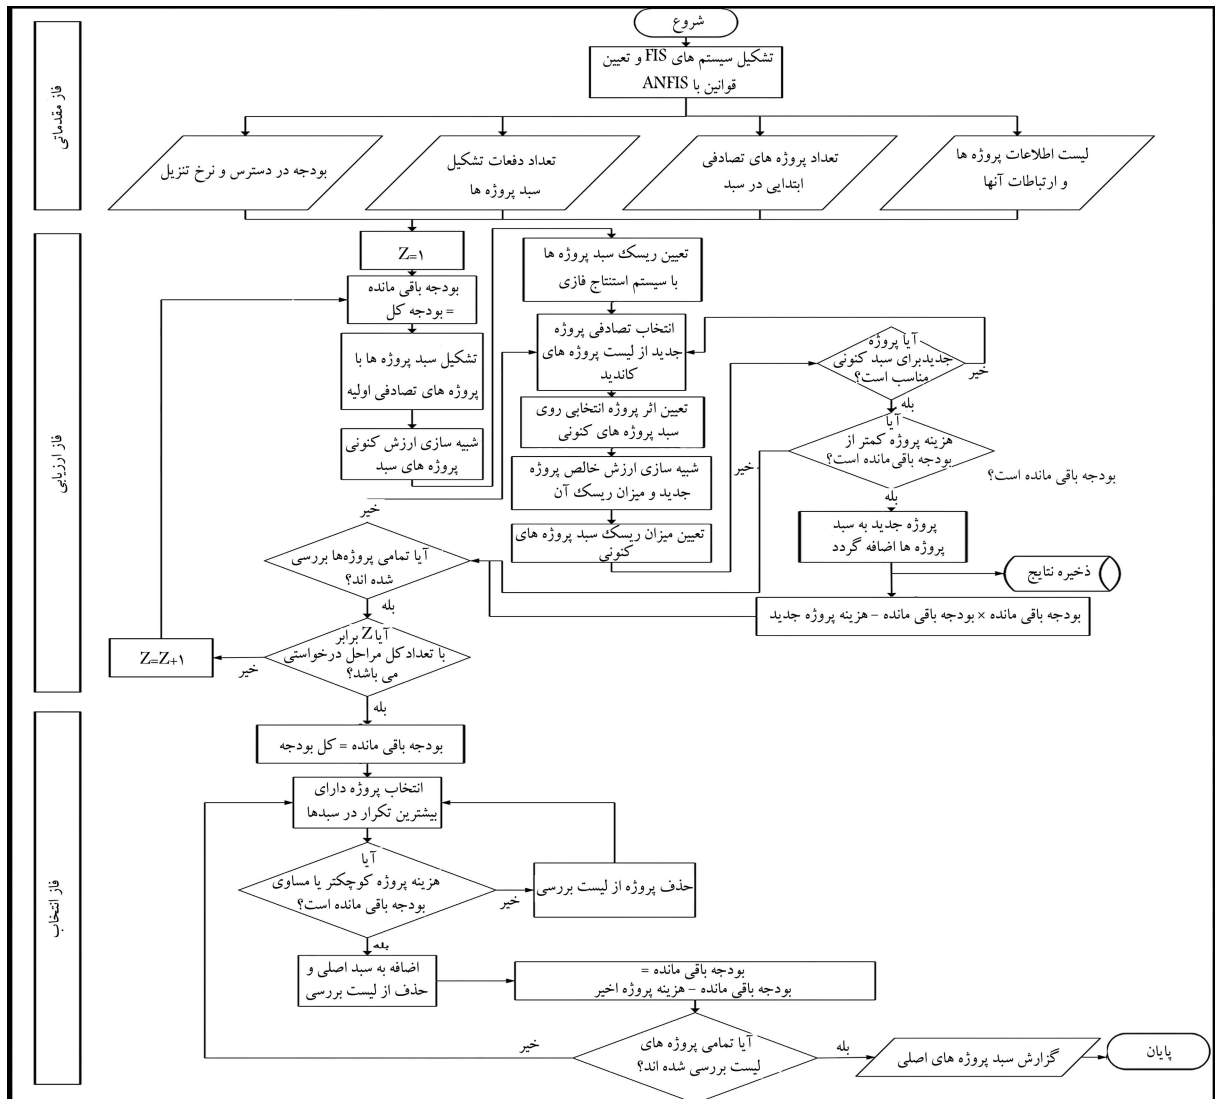 شروع
تشکیل سیستم های FIS و تعیین
قوانین با ANFIS
فاز مقدماتی
لیست اطلاعات پروژه ها
و ارتباطات آنها
تعداد پروژه های تصادفی
ابتدایی در سبد
تعداد دفعات تشکیل
سبد پروژه ها
بودجه در دسترس و نرخ تنزیل
فاز ارزیابی
Z=۱
بودجه باقی مانده
= بودجه کل
تشکیل سبد پروژه ها با
پروژه های تصادفی اولیه
شبیه سازی ارزش کنونی
پروژه های سبد
تعیین ریسک سبد پروژه ها
با سیستم استنتاج فازی
انتخاب تصادفی پروژه
جدید از لیست پروژه های
کاندید
تعیین اثر پروژه انتخابی روی
سبد پروژه های کنونی
شبیه سازی ارزش خالص پروژه
جدید و میزان ریسک آن
تعیین میزان ریسک سبد پروژه های
کنونی
آیا پروژه
جدیدبرای سبد کنونی
مناسب است؟
خیر
بله
آیا
هزینه پروژه کمتر از
بودجه باقی مانده است؟
بودجه باقی مانده است؟
خیر
بله
پروژه جدید به سبد
پروژه ها اضافه گردد
ذخیره نتایج
بودجه باقی مانده × بودجه باقی مانده – هزینه پروژه جدید
خیر
آیا تمامی پروژه‌ها بررسی
شده اند؟
بله
آیا Z برابر
با تعداد کل مراحل درخواستی
می باشد؟
خیر
Z=Z+۱
بله
فاز انتخاب
بودجه باقی مانده = کل بودجه
انتخاب پروژه دارای
بیشترین تکرار در سبدها
آیا
هزینه پروژه کوچکتر یا مساوی
بودجه باقی مانده است؟
خیر
حذف پروژه از لیست بررسی
بله
اضافه به سبد اصلی و
حذف از لیست بررسی
بودجه باقی مانده =
بودجه باقی مانده – هزینه پروژه اخیر
آیا تمامی پروژه های
لیست بررسی شده اند؟
خیر
بله
گزارش سبد پروژه های اصلی
پایان